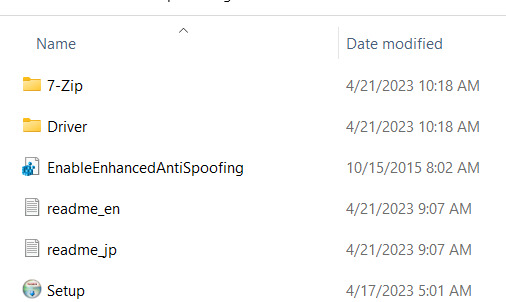 Name Date modified
7-Zip 4/21/2023 10:18 AM
Driver 4/21/2023 10:18 AM
EnableEnhancedAntiSpoofing 10/15/2015 8:02 AM
readme_en 4/21/2023 9:07 AM
readme_jp 4/21/2023 9:07 AM
Setup 4/17/2023 5:01 AM